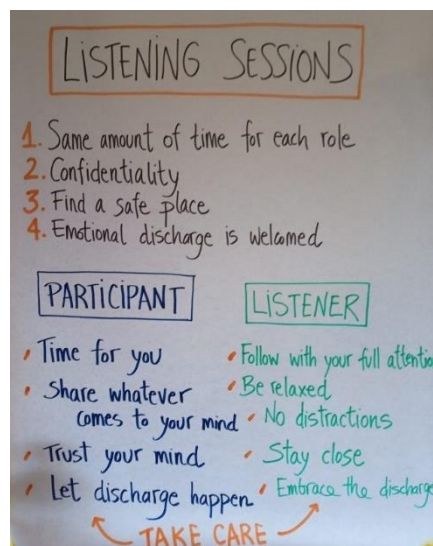 LISTENING SESSIONS
1. Same amount of time for each role
2. Confidentiality
3. Find a safe place
4. Emotional discharge is welcomed
PARTICIPANT
Time for you
Share whatever
comes to your mind
Trust your mind
Let discharge happen
LISTENER
Follow with your full attentio
Be relaxed
No distractions
Stay close
Embrace the discharge
TAKE CARE